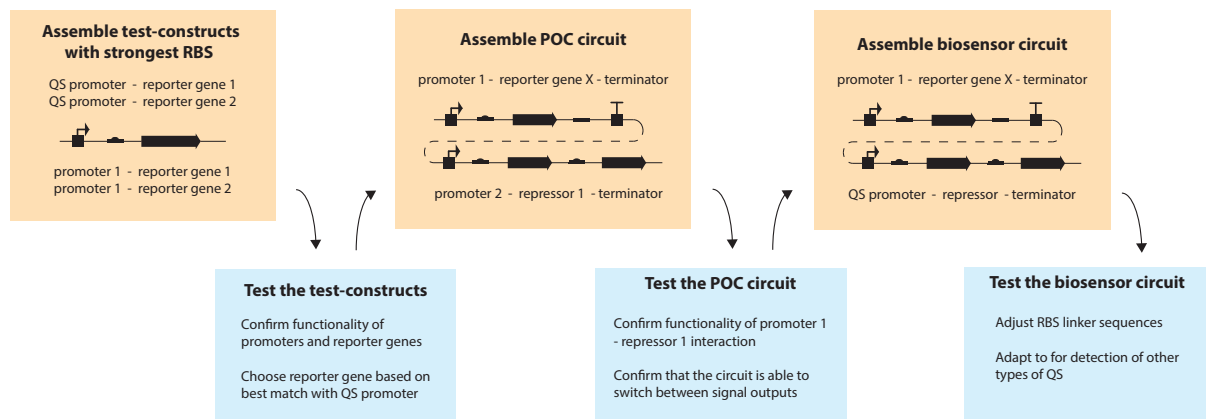 Assemble test-constructs
with strongest RBS
QS promoter - reporter gene 1
QS promoter - reporter gene 2
promoter 1 - reporter gene 1
promoter 1 - reporter gene 2
Test the test-constructs
Confirm functionality of
promoters and reporter genes
Choose reporter gene based on
best match with QS promoter
Assemble POC circuit
promoter 1 - reporter gene X - terminator
promoter 2 - repressor 1 - terminator
Test the POC circuit
Confirm functionality of promoter 1
- repressor 1 interaction
Confirm that the circuit is able to
switch between signal outputs
Assemble biosensor circuit
promoter 1 - reporter gene X - terminator
QS promoter - repressor - terminator
Test the biosensor circuit
Adjust RBS linker sequences
Adapt to for detection of other
types of QS